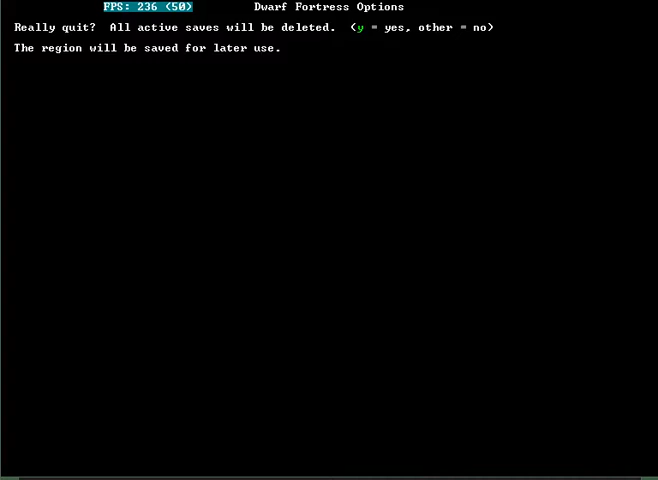 FPS: 236 (50) Dwarf Fortress Options
Really quit? All active saves will be deleted. (y = yes, other = no)
The region will be saved for later use.